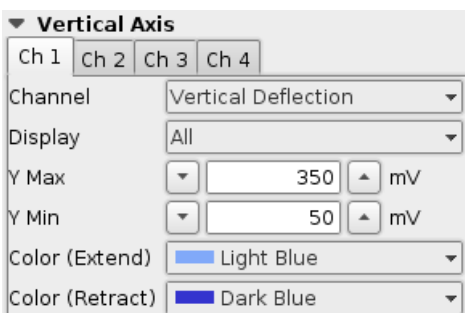 Vertical Axis
Ch 1 Ch 2 Ch 3 Ch 4
Channel Vertical Deflection
Display All
Y Max 350 mV
Y Min 50 mV
Color (Extend) Light Blue
Color (Retract) Dark Blue